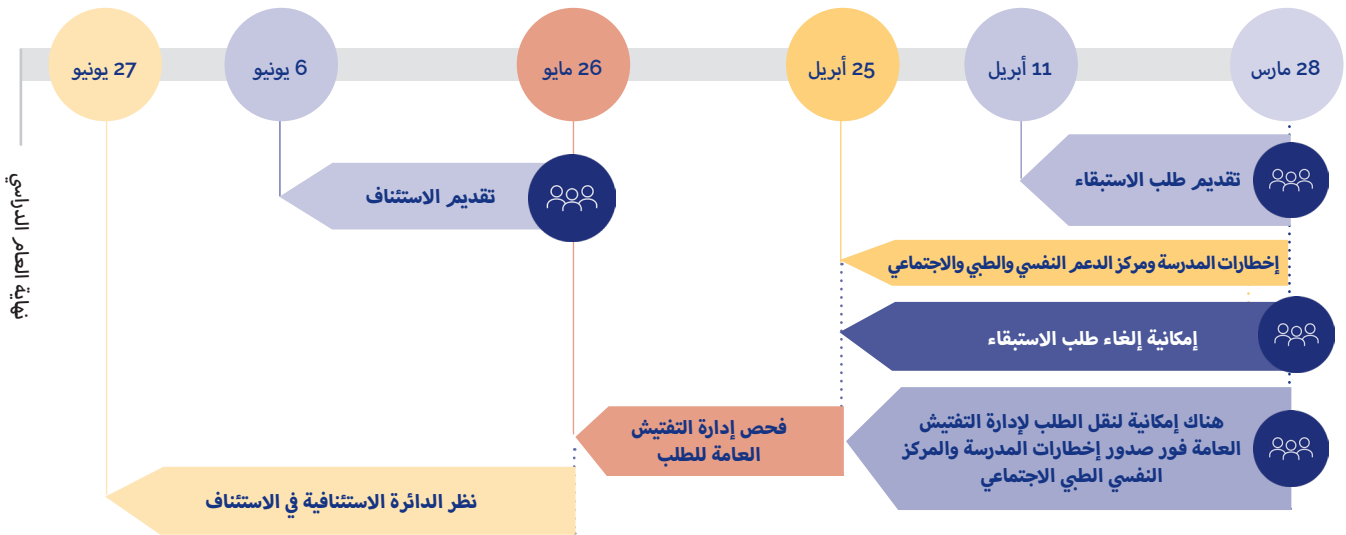 28 مارس
11 أبريل
25 أبريل
26 مايو
6 يونيو
27 يونيو
تقديم طلب الاستبقاء
تقديم الاستئناف
نهاية العام الدراسي
إخطارات المدرسة ومركز الدعم النفسي والطبي والاجتماعي
إمكانية إلغاء طلب الاستبقاء
هناك إمكانية لنقل الطلب لإدارة التفتيش
العامة فور صدور إخطارات المدرسة والمركز
النفسي الطبي الاجتماعي
فحص إدارة التفتيش
العامة للطلب
نظر الدائرة الاستئنافية في الاستئناف